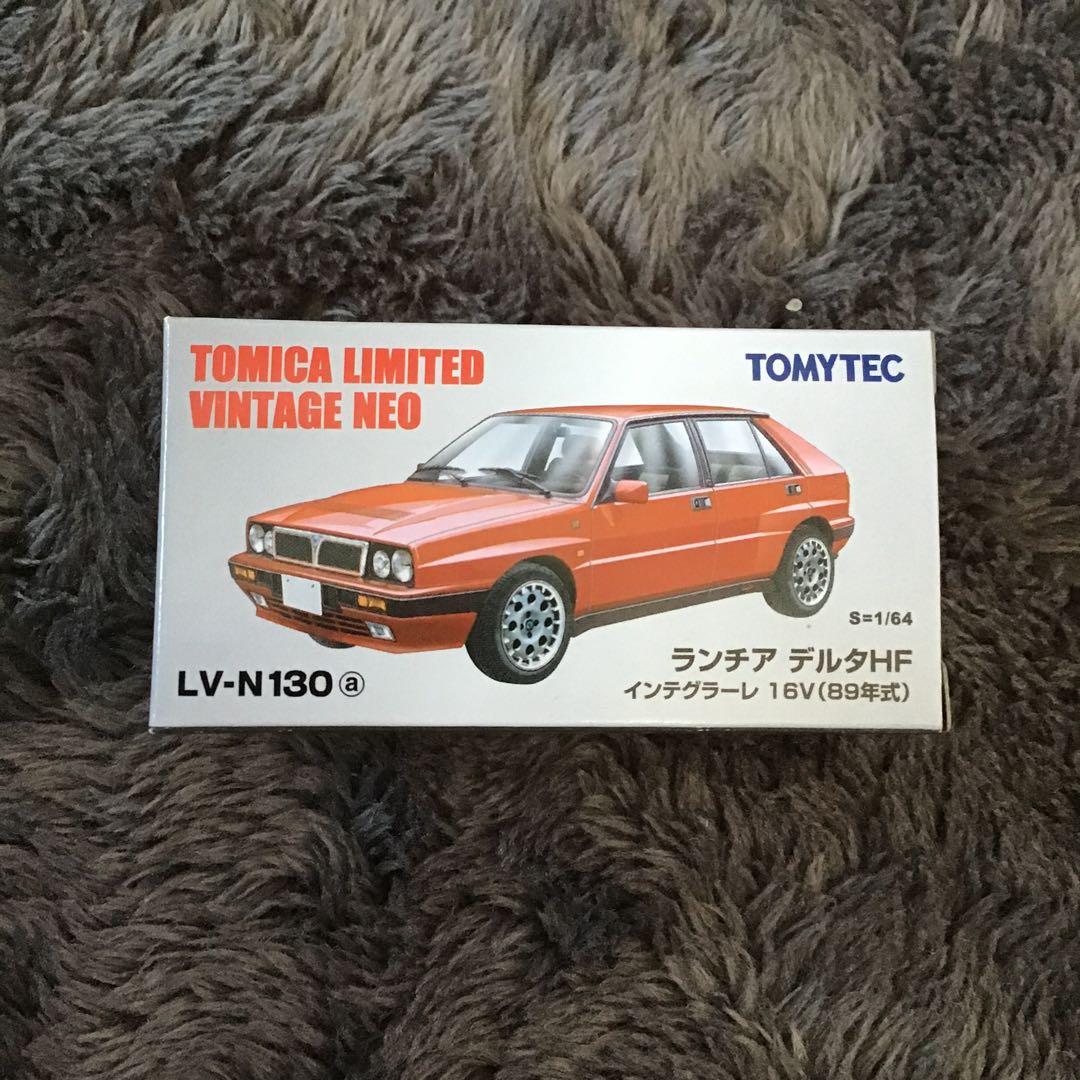 TOMICA LIMITED
VINTAGE NEO
TOMYTEC
S=1/64
LV-N130 ⓐ
ランチア デルタHF
インテグラーレ 16V(89年式)